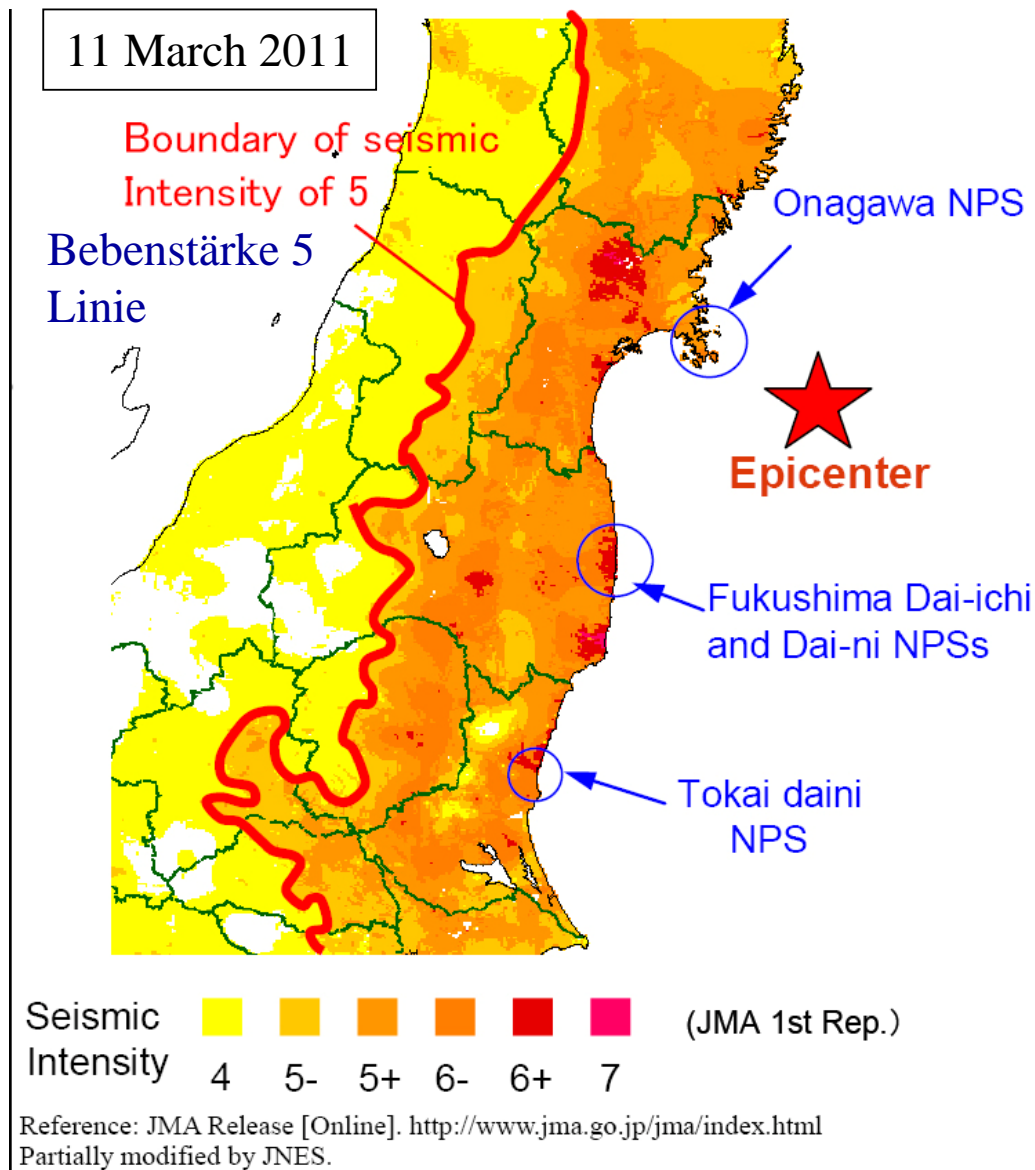 11 March 2011
Boundary of seismic
Intensity of 5
Bebenstärke 5
Linie
Onagawa NPS
Epicenter
Fukushima Dai-ichi
and Dai-ni NPSs
Tokai daini
NPS
Seismic
Intensity
4 5- 5+ 6- 6+ 7
(JMA 1st Rep.)
Reference: JMA Release [Online]. http://www.jma.go.jp/jma/index.html
Partially modified by JNES.